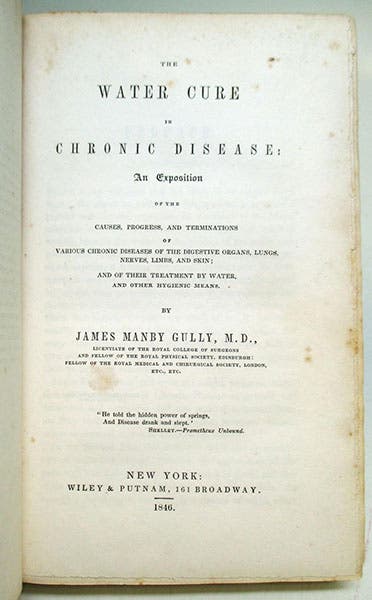 THE
WATER CURE
IN
CHRONIC DISEASE:
An Exposition
OF THE
CAUSES, PROGRESS, AND TERMINATIONS
OF
VARIOUS CHRONIC DISEASES OF THE DIGESTIVE ORGANS, LUNGS,
NERVES, LIMBS, AND SKIN;
AND OF THEIR TREATMENT BY WATER,
AND OTHER HYGIENIC MEANS.
BY
JAMES MANBY GULLY, M.D.,
LICENTIATE OF THE ROYAL COLLEGE OF SURGEONS
AND FELLOW OF THE ROYAL PHYSICAL SOCIETY, EDINBURGH;
FELLOW OF THE ROYAL MEDICAL AND CHIRURGICAL SOCIETY, LONDON,
ETC., ETC.
"He told the hidden power of springs,
And Disease drank and slept."
SHELLEY.—Prometheus Unbound.
NEW YORK:
WILEY & PUTNAM, 161 BROADWAY.
1846.